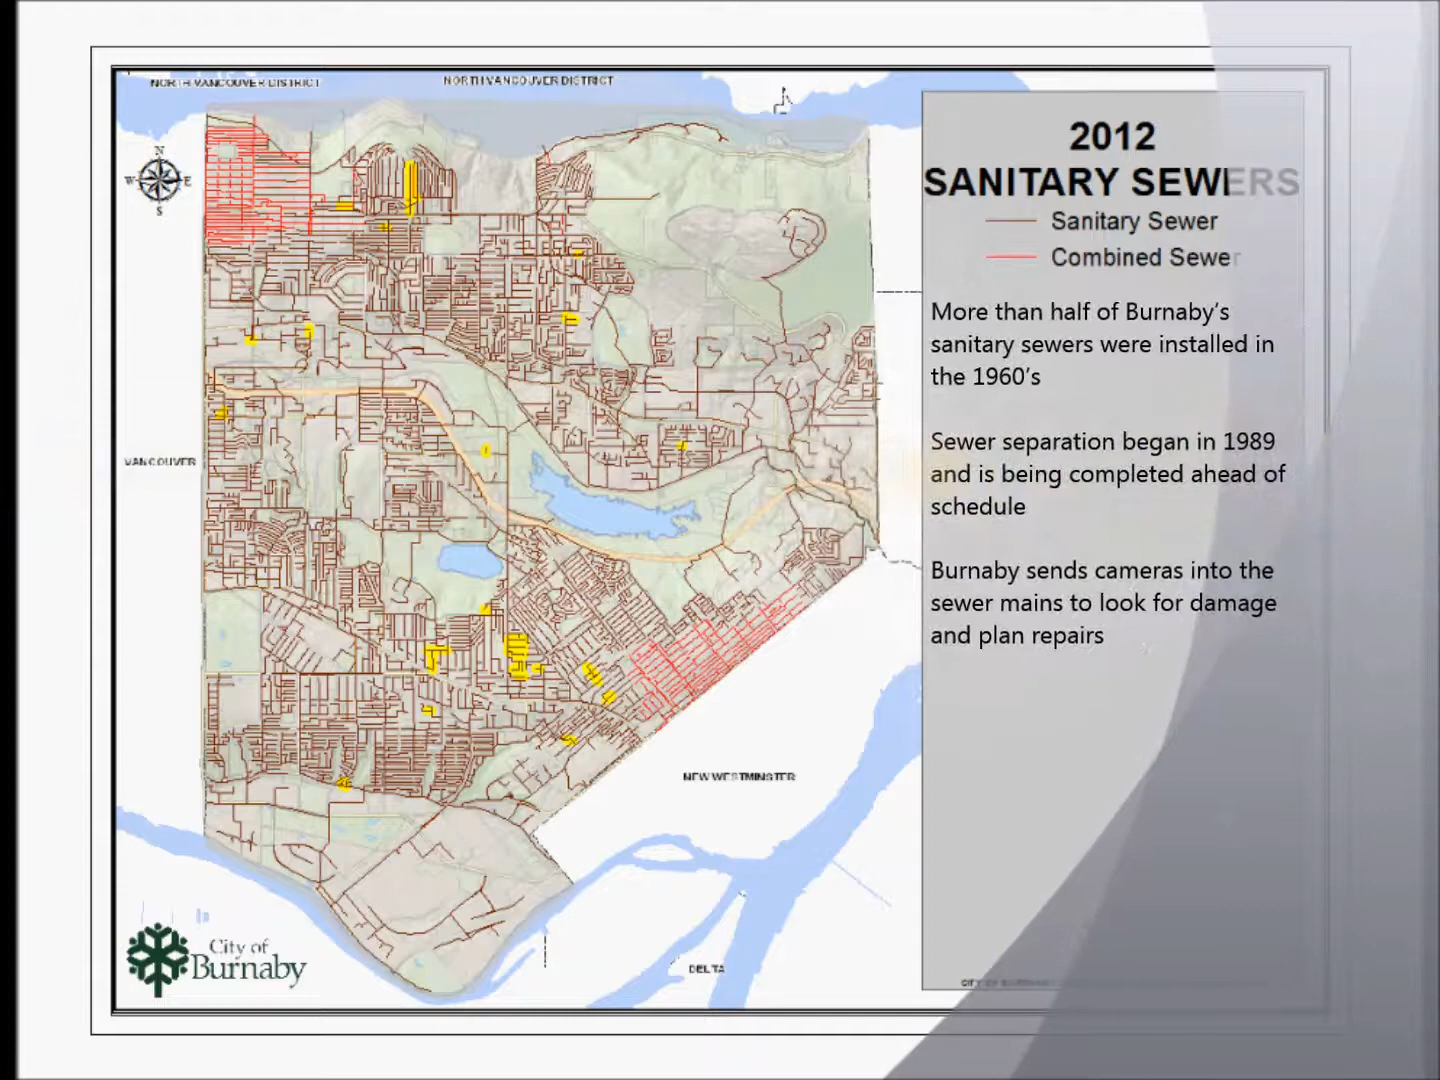 NORTH VANCOUVER DISTRICT
NORTH VANCOUVER DISTRICT
N
W E
S
VANCOUVER
NEW WESTMINSTER
DELTA
City of
Burnaby
2012
SANITARY SEWERS
Sanitary Sewer
Combined Sewer
More than half of Burnaby’s
sanitary sewers were installed in
the 1960’s
Sewer separation began in 1989
and is being completed ahead of
schedule
Burnaby sends cameras into the
sewer mains to look for damage
and plan repairs